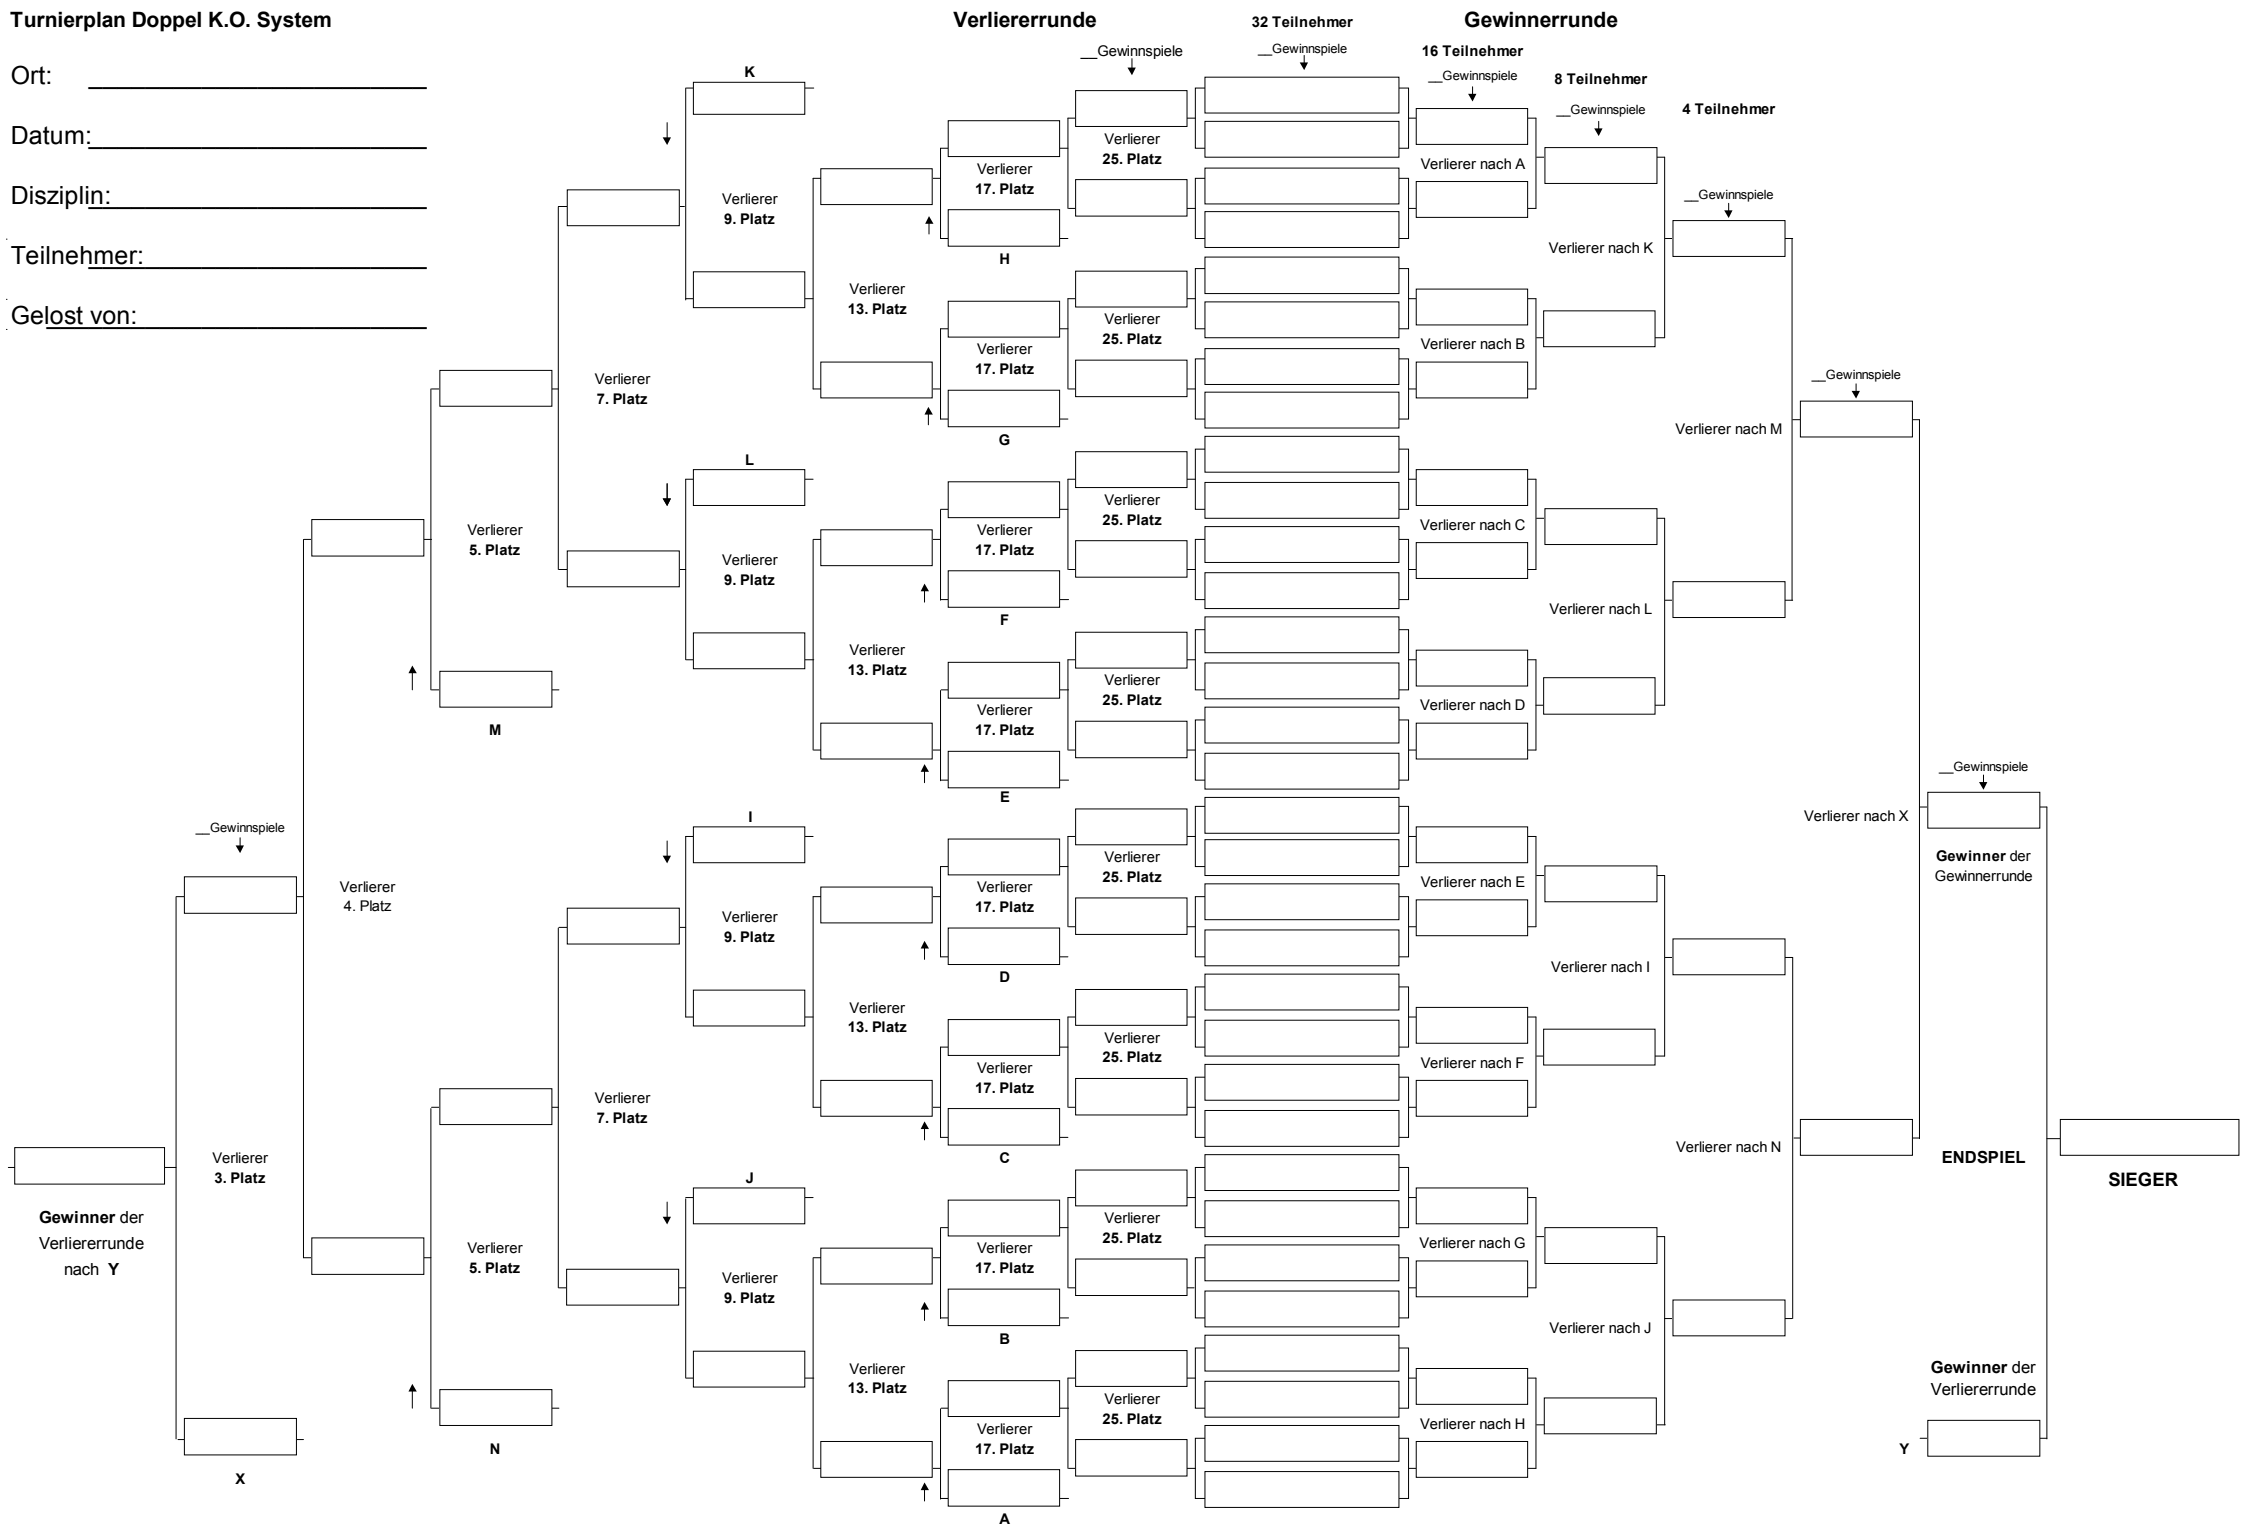 Turnierplan Doppel K.O. System
Verliererrunde
32 Teilnehmer
Gewinnerrunde
__Gewinnspiele
__Gewinnspiele
16 Teilnehmer
__Gewinnspiele
8 Teilnehmer
__Gewinnspiele
4 Teilnehmer
Ort: ______________________
Datum:______________________
Disziplin:______________________
Teilnehmer:______________________
Gelost von:______________________
K
Verlierer
25. Platz
Verlierer nach A
Verlierer
17. Platz
Verlierer
9. Platz
__Gewinnspiele
Verlierer nach K
H
Verlierer
13. Platz
Verlierer
25. Platz
Verlierer nach B
Verlierer
17. Platz
Verlierer
7. Platz
__Gewinnspiele
Verlierer nach M
G
L
Verlierer
25. Platz
Verlierer nach C
Verlierer
5. Platz
Verlierer
17. Platz
Verlierer
9. Platz
Verlierer nach L
F
Verlierer
13. Platz
Verlierer
25. Platz
Verlierer nach D
Verlierer
17. Platz
M
__Gewinnspiele
E
Verlierer nach X
I
__Gewinnspiele
Verlierer
25. Platz
Gewinner der
Gewinnerrunde
Verlierer nach E
Verlierer
4. Platz
Verlierer
17. Platz
Verlierer
9. Platz
Verlierer nach I
D
Verlierer
13. Platz
Verlierer
25. Platz
Verlierer nach F
Verlierer
17. Platz
Verlierer
7. Platz
Verlierer nach N
ENDSPIEL
SIEGER
C
Verlierer
3. Platz
J
Gewinner der
Verliererrunde
nach Y
Verlierer
25. Platz
Verlierer nach G
Verlierer
5. Platz
Verlierer
17. Platz
Verlierer
9. Platz
Verlierer nach J
B
Verlierer
13. Platz
Gewinner der
Verliererrunde
Verlierer
25. Platz
Verlierer nach H
Verlierer
17. Platz
N
Y
X
A